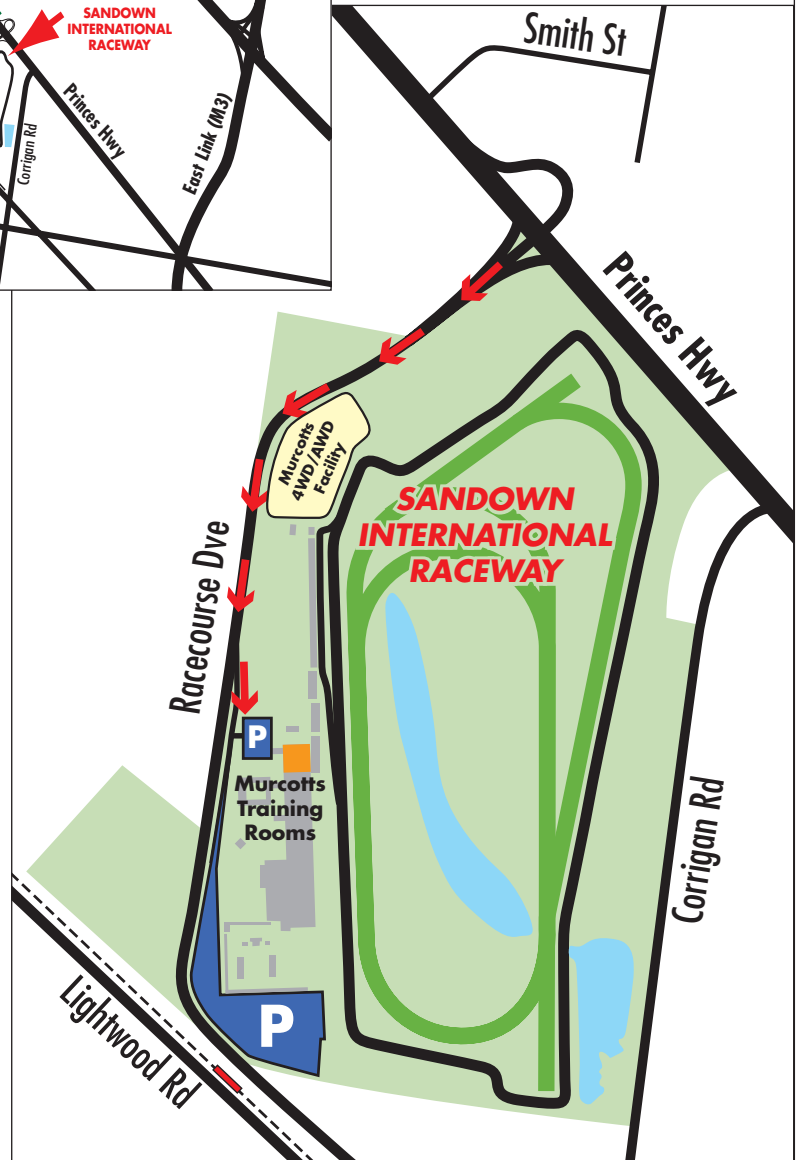 SANDOWN
INTERNATIONAL
RACEWAY
Princes Hwy
East Link (M3)
Corrigan Rd
Smith St
Princes Hwy
Murcotts
4WD/AWD
Facility
SANDOWN
INTERNATIONAL
RACEWAY
Racecourse Dve
P
Murcotts
Training
Rooms
Corrigan Rd
Lightwood Rd
P